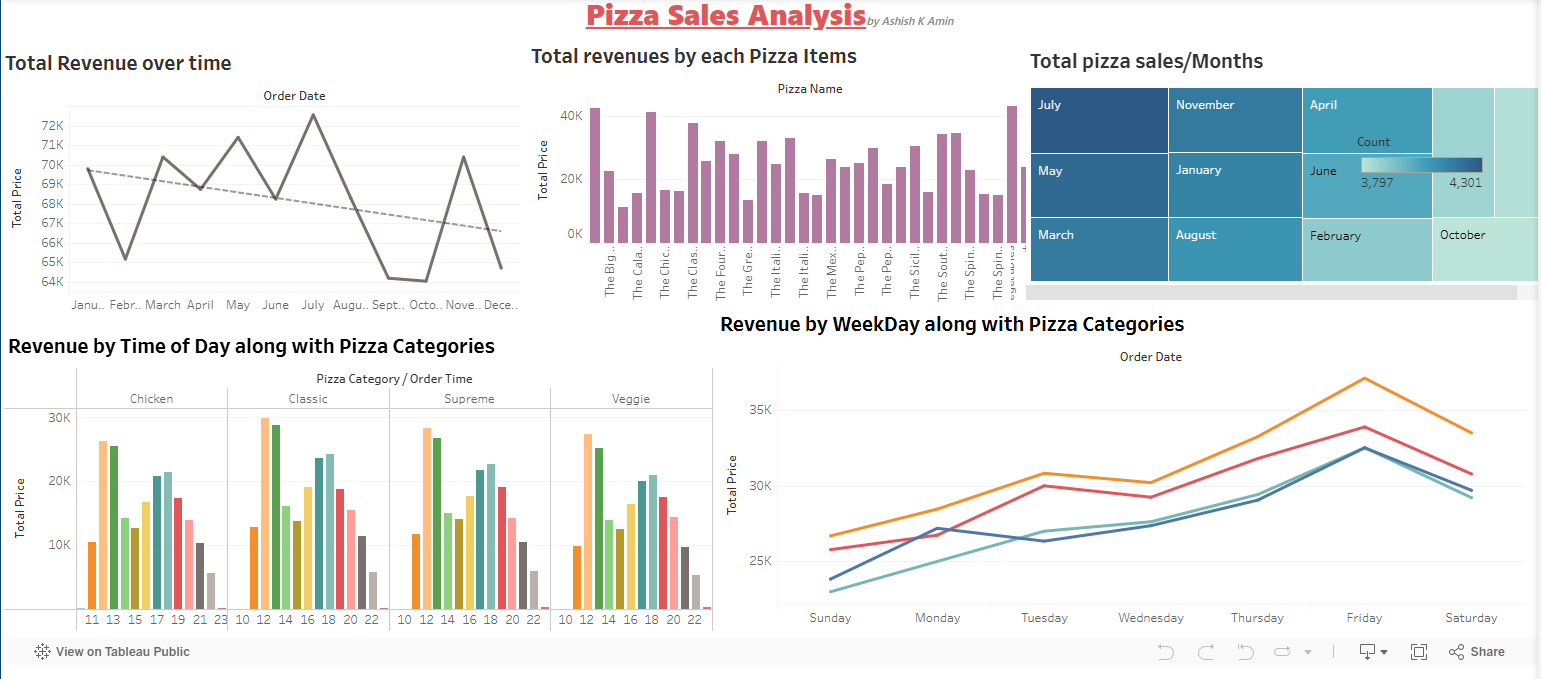 Pizza Sales Analysis by Ashish K Amin
Total Revenue over time
Order Date
Total Price
72K
71K
70K
69K
68K
67K
66K
65K
64K
Janu.. Febr.. March April May June July Augu.. Sept.. Octo.. Nove.. Dece..
Total revenues by each Pizza Items
Pizza Name
Total Price
40K
20K
0K
The Big ..
The Cala..
The Chic..
The Clas..
The Four..
The Gre..
The Itali..
The Itali..
The Mex..
The Pep..
The Pep..
The Sicil..
The Sout..
The Spin..
The Spin..
Total pizza sales/Months
July
November
April
May
January
June
March
August
February
October
Count
3,797 4,301
Revenue by Time of Day along with Pizza Categories
Pizza Category / Order Time
Chicken Classic Supreme Veggie
Total Price
30K
20K
10K
11 13 15 17 19 21 23 10 12 14 16 18 20 22 10 12 14 16 18 20 22 10 12 14 16 18 20 22
Revenue by WeekDay along with Pizza Categories
Order Date
Total Price
35K
30K
25K
Sunday Monday Tuesday Wednesday Thursday Friday Saturday
View on Tableau Public
Share